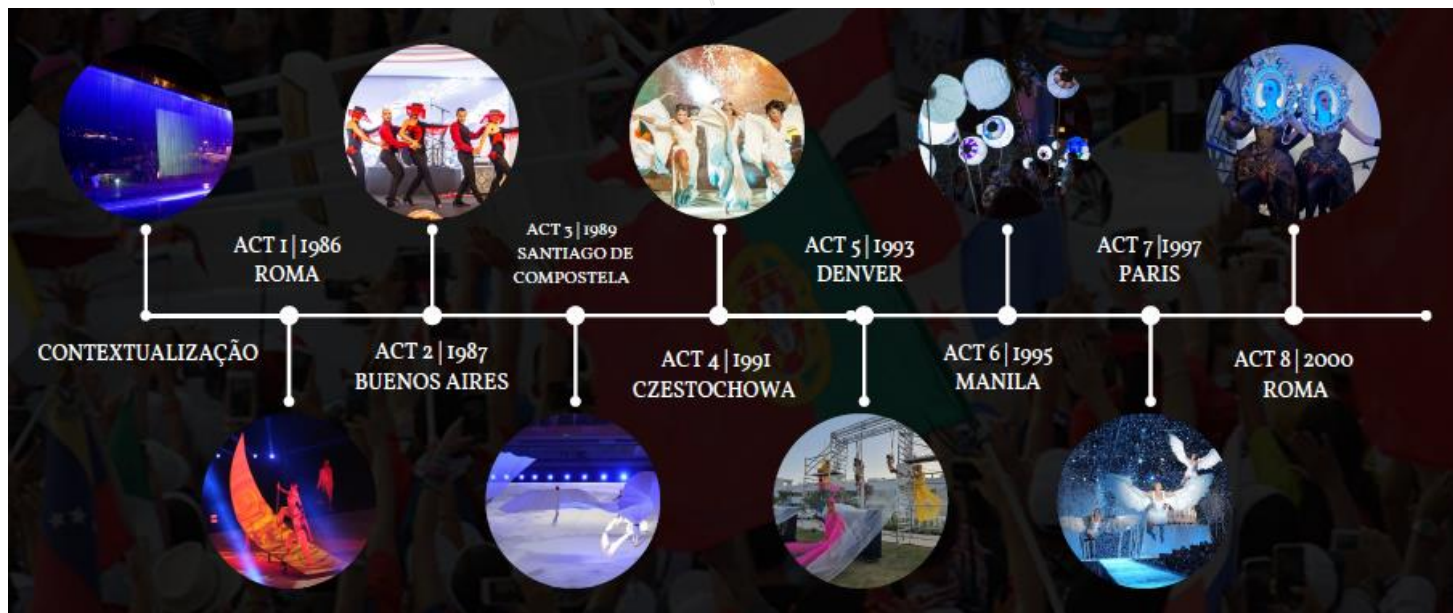 CONTEXTUALIZAÇÃO
ACT 1|1986
ROMA
ACT 2|1987
BUENOS AIRES
ACT 3|1989
SANTIAGO DE
COMPOSTELA
ACT 4|1991
CZESTOCHOWA
ACT 5|1993
DENVER
ACT 6|1995
MANILA
ACT 7|1997
PARIS
ACT 8|2000
ROMA